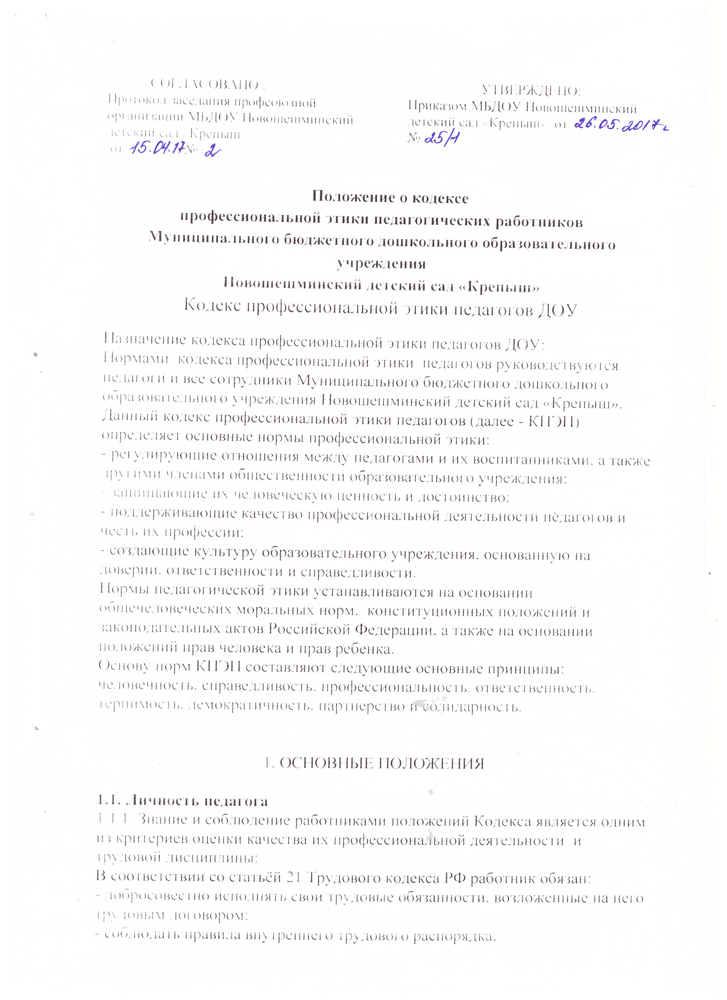 СОГЛАСОВАНО :
Протокол заседания профсоюзной
организации МБДОУ Новошешминский
детский сад «Крепыш»
от 15.04.17 № 2
УТВЕРЖДЕНО:
Приказом МБДОУ Новошешминский
детский сад «Крепыш» от 26.05.2017г
№ 25/1
Положение о кодексе
профессиональной этики педагогических работников
Муниципального бюджетного дошкольного образовательного
учреждения
Новошешминский детский сад «Крепыш»
Кодекс профессиональной этики педагогов ДОУ
Назначение кодекса профессиональной этики педагогов ДОУ:
Нормами кодекса профессиональной этики педагогов руководствуются
педагоги и все сотрудники Муниципального бюджетного дошкольного
образовательного учреждения Новошешминский детский сад «Крепыш».
Данный кодекс профессиональной этики педагогов (далее - КПЭП)
определяет основные нормы профессиональной этики:
- регулирующие отношения между педагогами и их воспитанниками, а также
другими членами общественности образовательного учреждения;
- защищающие их человеческую ценность и достоинство;
- поддерживающие качество профессиональной деятельности педагогов и
честь их профессии;
- создающие культуру образовательного учреждения, основанную на
доверии, ответственности и справедливости.
Нормы педагогической этики устанавливаются на основании
общечеловеческих моральных норм, конституционных положений и
законодательных актов Российской Федерации, а также на основании
положений прав человека и прав ребенка.
Основу норм КПЭП составляют следующие основные принципы:
человечность, справедливость, профессиональность, ответственность,
терпимость, демократичность, партнерство и солидарность.
1. ОСНОВНЫЕ ПОЛОЖЕНИЯ
1.1. Личность педагога
1.1.1. Знание и соблюдение работниками положений Кодекса является одним
из критериев оценки качества их профессиональной деятельности и
трудовой дисциплины;
В соответствии со статьёй 21 Трудового кодекса РФ работник обязан:
- добросовестно исполнять свои трудовые обязанности, возложенные на него
трудовым договором;
- соблюдать правила внутреннего трудового распорядка;